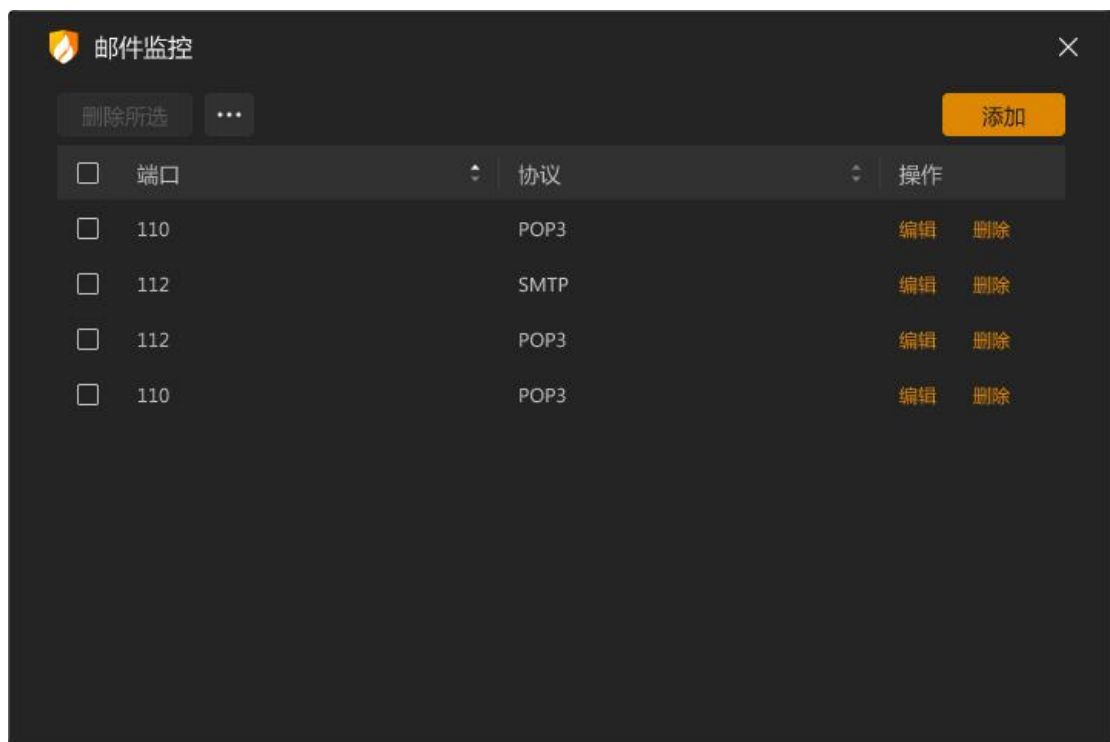 邮件监控
删除所选 ••• 添加
端口 协议 操作
110 POP3 编辑 删除
112 SMTP 编辑 删除
112 POP3 编辑 删除
110 POP3 编辑 删除